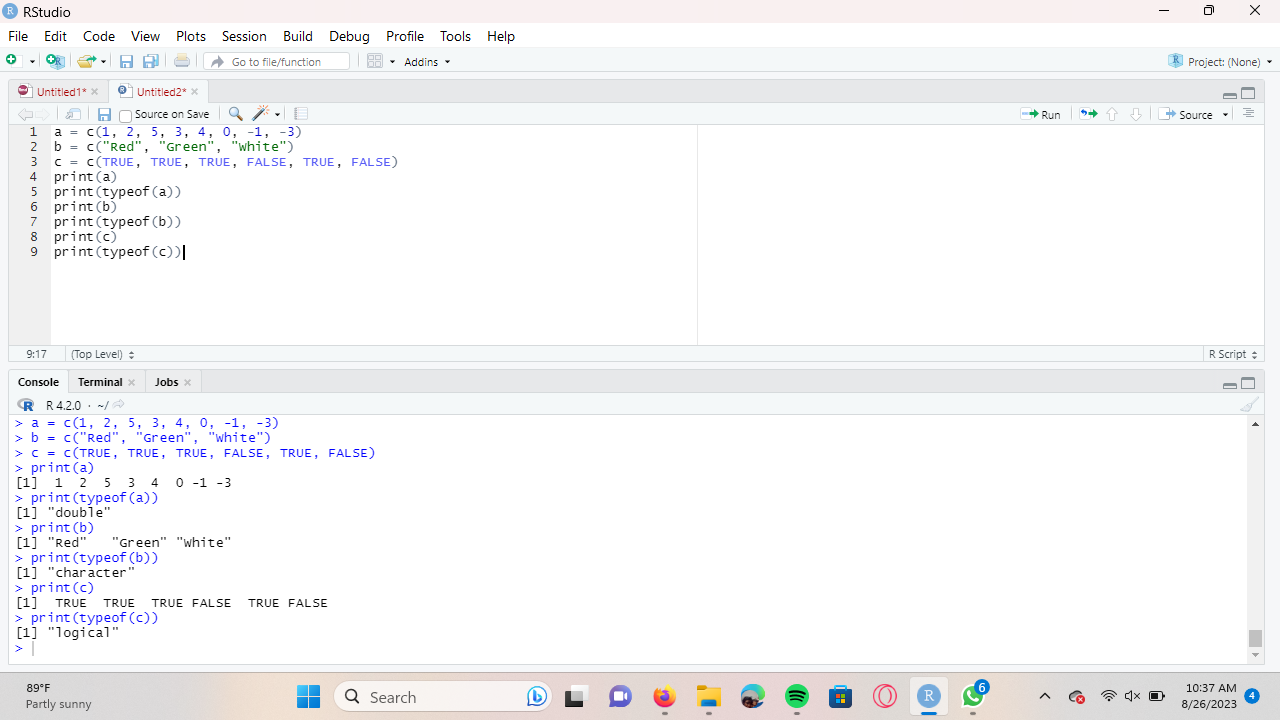 RStudio
File Edit Code View Plots Session Build Debug Profile Tools Help
Go to file/function Addins Project: (None)
Untitled1* Untitled2*
Source on Save Run Source
1 a = c(1, 2, 5, 3, 4, 0, -1, -3)
2 b = c("Red", "Green", "White")
3 c = c(TRUE, TRUE, TRUE, FALSE, TRUE, FALSE)
4 print(a)
5 print(typeof(a))
6 print(b)
7 print(typeof(b))
8 print(c)
9 print(typeof(c))
9:17 (Top Level) R Script
Console Terminal Jobs
R R 4.2.0 · ~/
> a = c(1, 2, 5, 3, 4, 0, -1, -3)
> b = c("Red", "Green", "White")
> c = c(TRUE, TRUE, TRUE, FALSE, TRUE, FALSE)
> print(a)
[1]  1  2  5  3  4  0 -1 -3
> print(typeof(a))
[1] "double"
> print(b)
[1] "Red"   "Green" "White"
> print(typeof(b))
[1] "character"
> print(c)
[1]  TRUE  TRUE  TRUE FALSE  TRUE FALSE
> print(typeof(c))
[1] "logical"
>
89°F
Partly sunny
Search
R
6
10:37 AM
8/26/2023
4